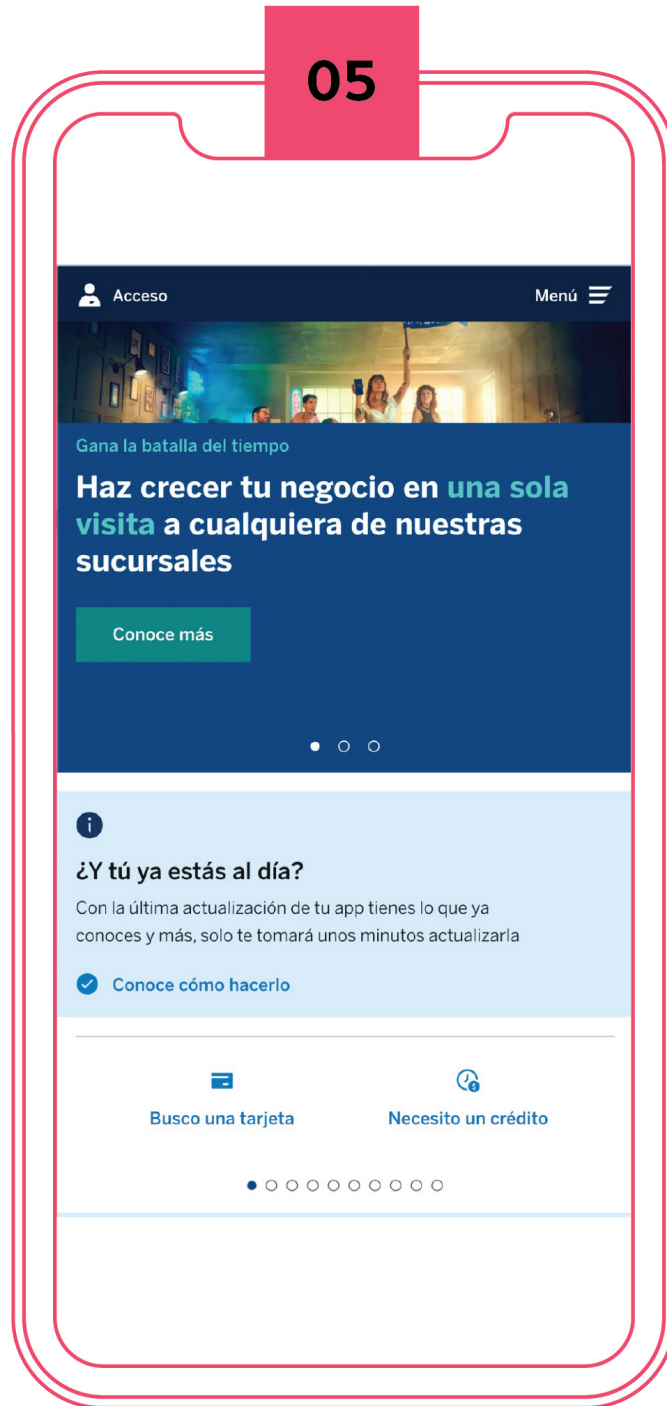 05
Acceso
Menú
Gana la batalla del tiempo
Haz crecer tu negocio en una sola
visita a cualquiera de nuestras
sucursales
Conoce más
¿Y tú ya estás al día?
Con la última actualización de tu app tienes lo que ya
conoces y más, solo te tomará unos minutos actualizarla
Conoce cómo hacerlo
Busco una tarjeta
Necesito un crédito